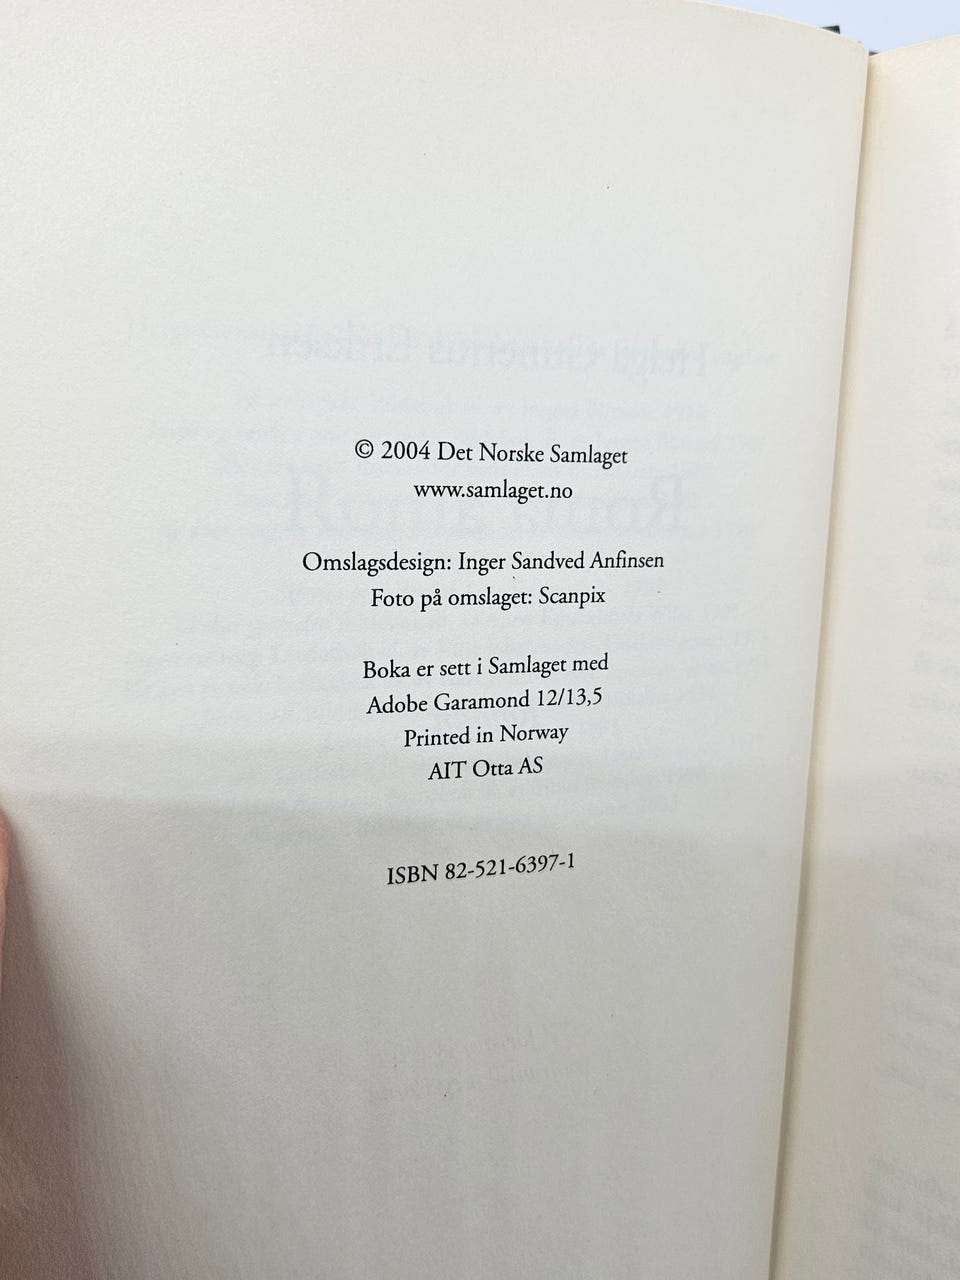 © 2004 Det Norske Samlaget
www.samlaget.no
Omslagsdesign: Inger Sandved Anfinsen
Foto på omslaget: Scanpix
Boka er sett i Samlaget med
Adobe Garamond 12/13,5
Printed in Norway
AIT Otta AS
ISBN 82-521-6397-1